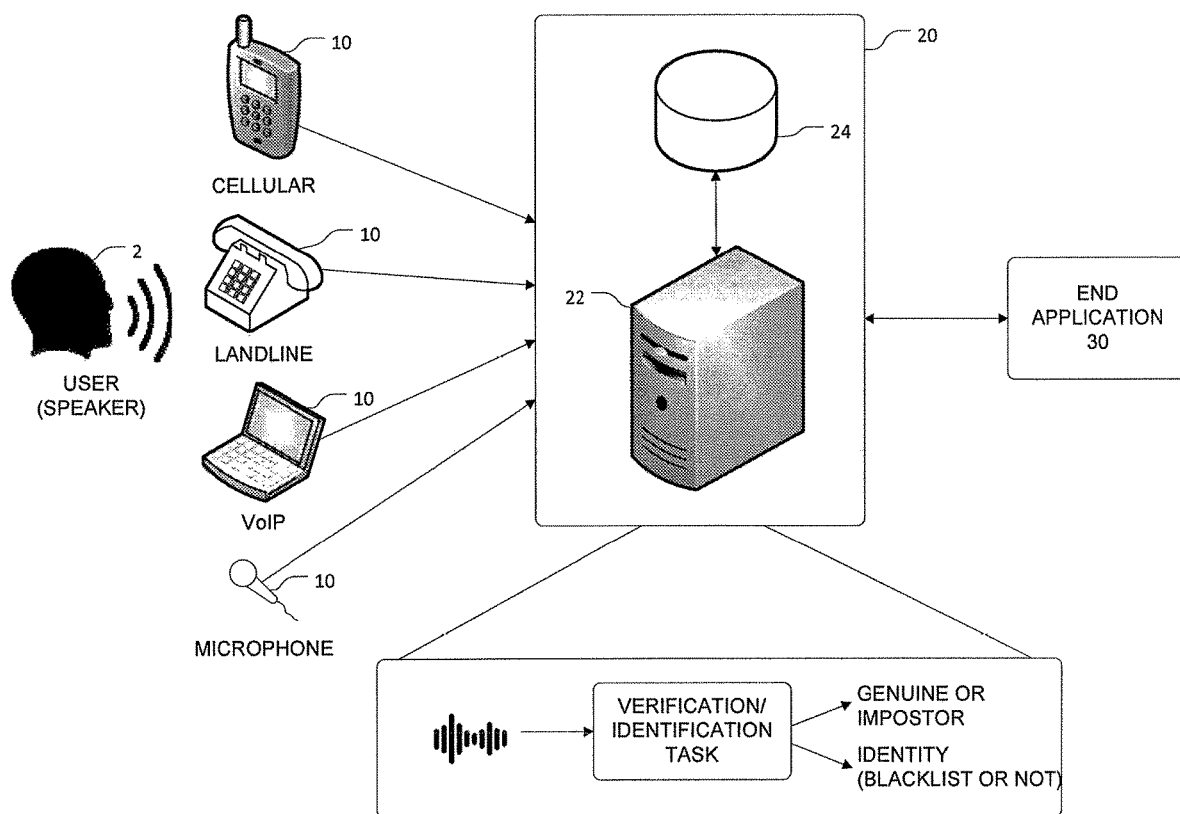 10
20
CELLULAR
24
2
10
LANDLINE
22
USER
(SPEAKER)
10
VoIP
10
MICROPHONE
END
APPLICATION
30
VERIFICATION/
IDENTIFICATION
TASK
GENUINE OR
IMPOSTOR
IDENTITY
(BLACKLIST OR NOT)